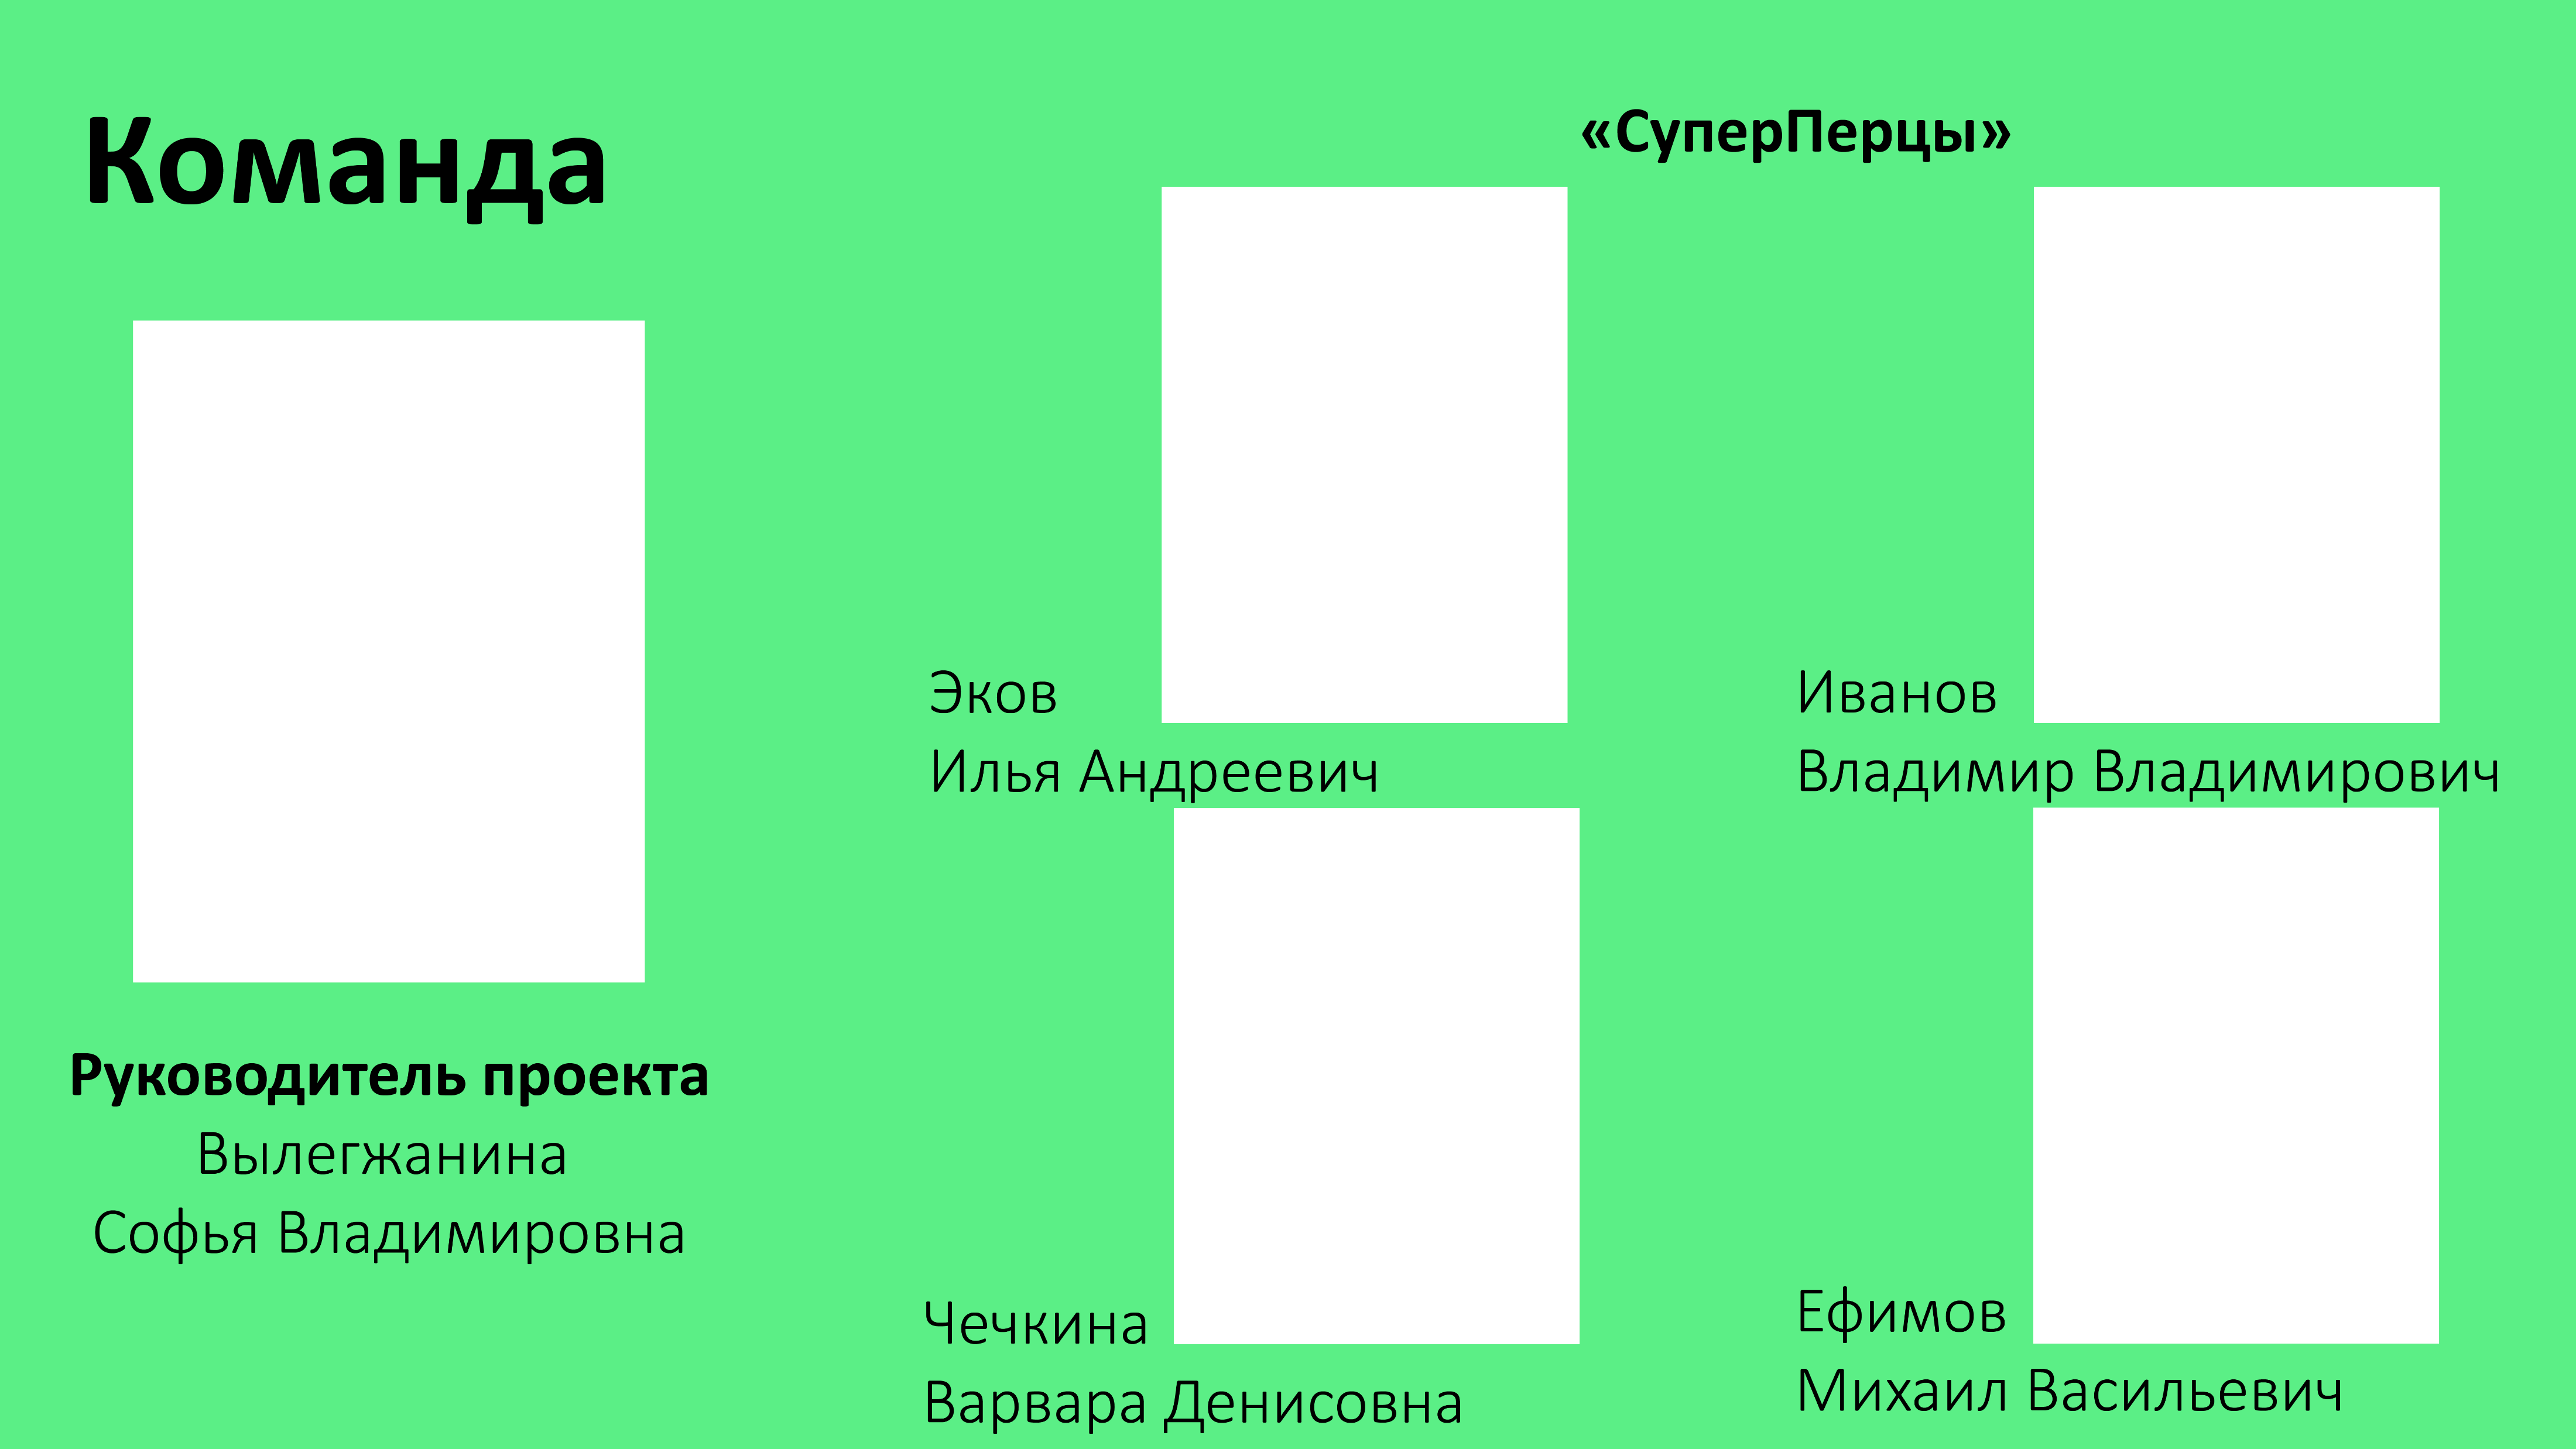 Команда
Руководитель проекта
Вылегжанина
Софья Владимировна
«СуперПерцы»
Эков
Илья Андреевич
Иванов
Владимир Владимирович
Чечкина
Варвара Денисовна
Ефимов
Михаил Васильевич